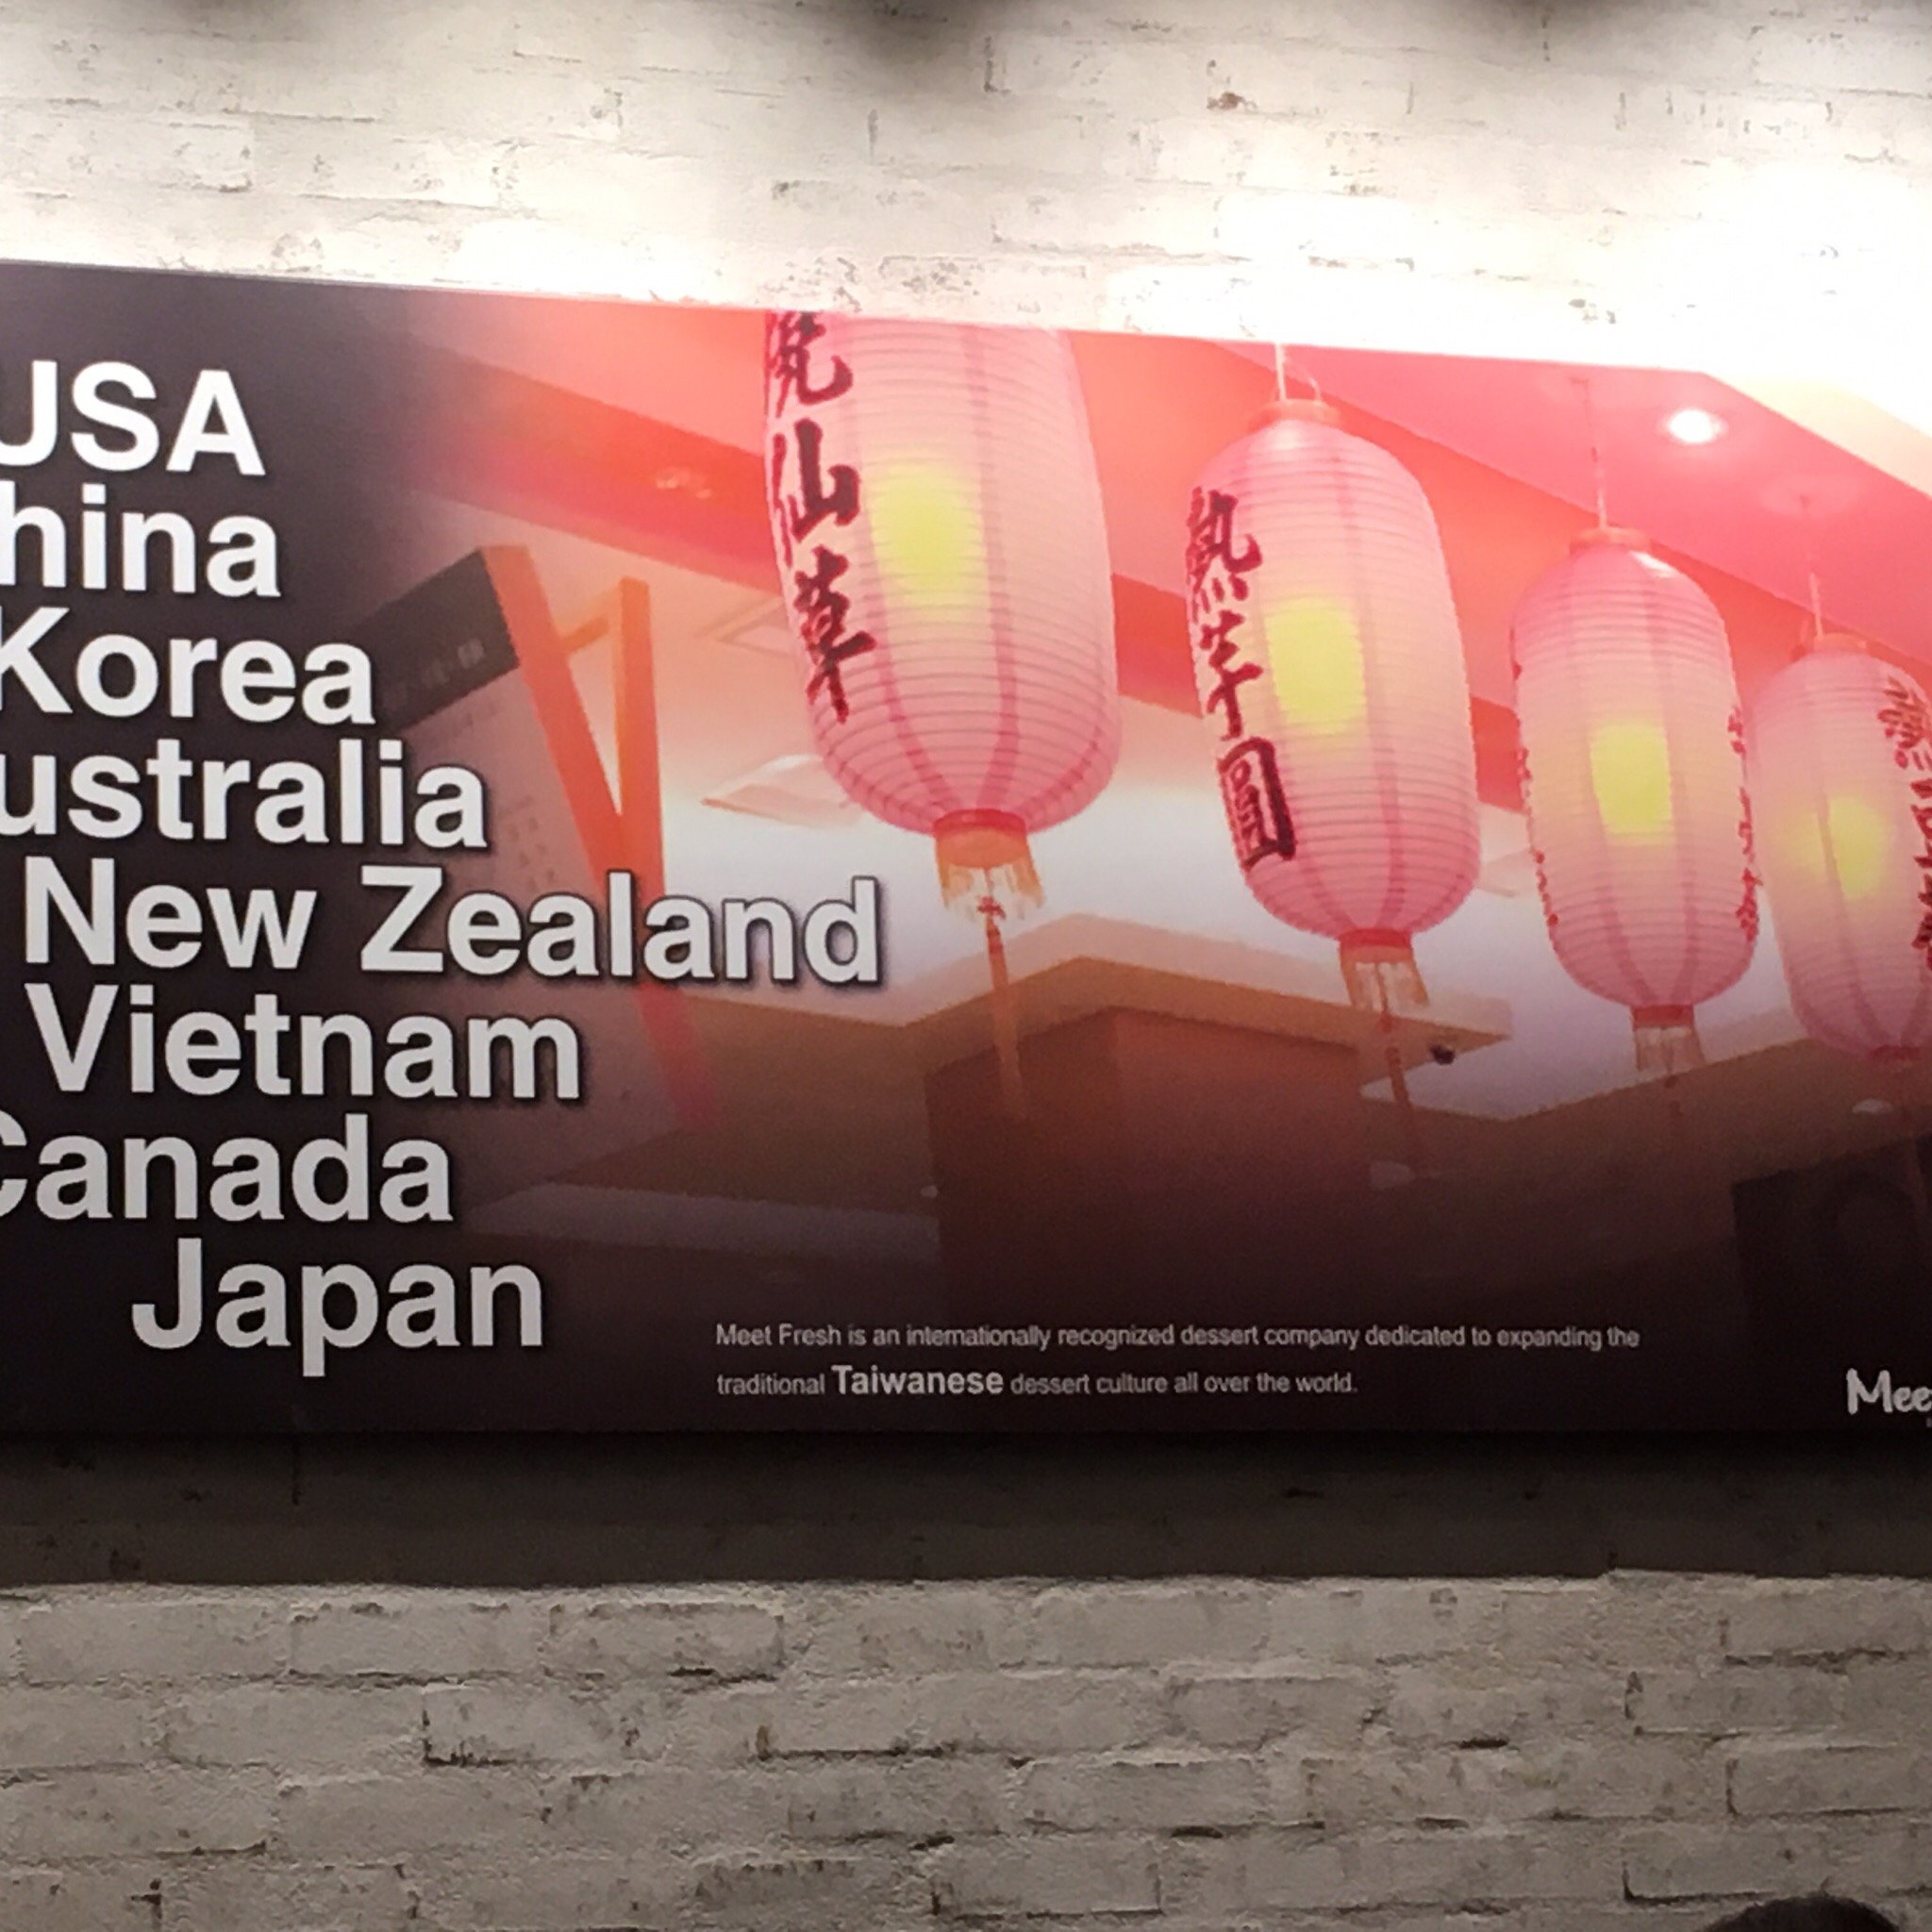 USA
hina
Korea
ustralia
New Zealand
Vietnam
Canada
Japan
仙草
熱芋圓
Meet Fresh is an internationally recognized dessert company dedicated to expanding the
traditional Taiwanese dessert culture all over the world.
Mee